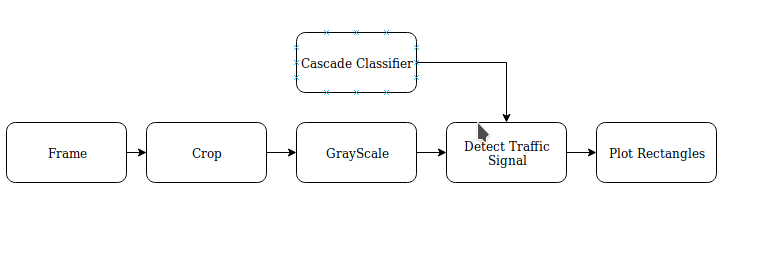 Cascade Classifier
Frame
Crop
GrayScale
Detect Traffic
Signal
Plot Rectangles